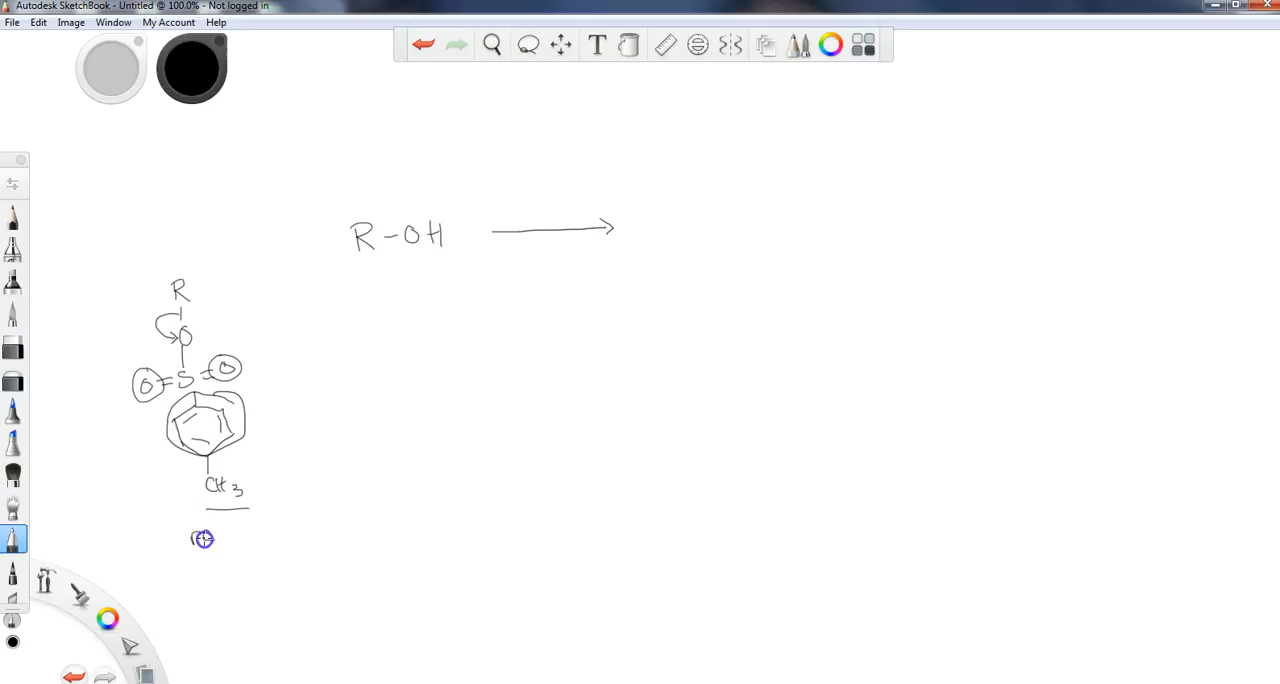 Autodesk SketchBook - Untitled @ 100.0% - Not logged in
File Edit Image Window My Account Help
T
R-OH
R
O
O=S=O
CH3